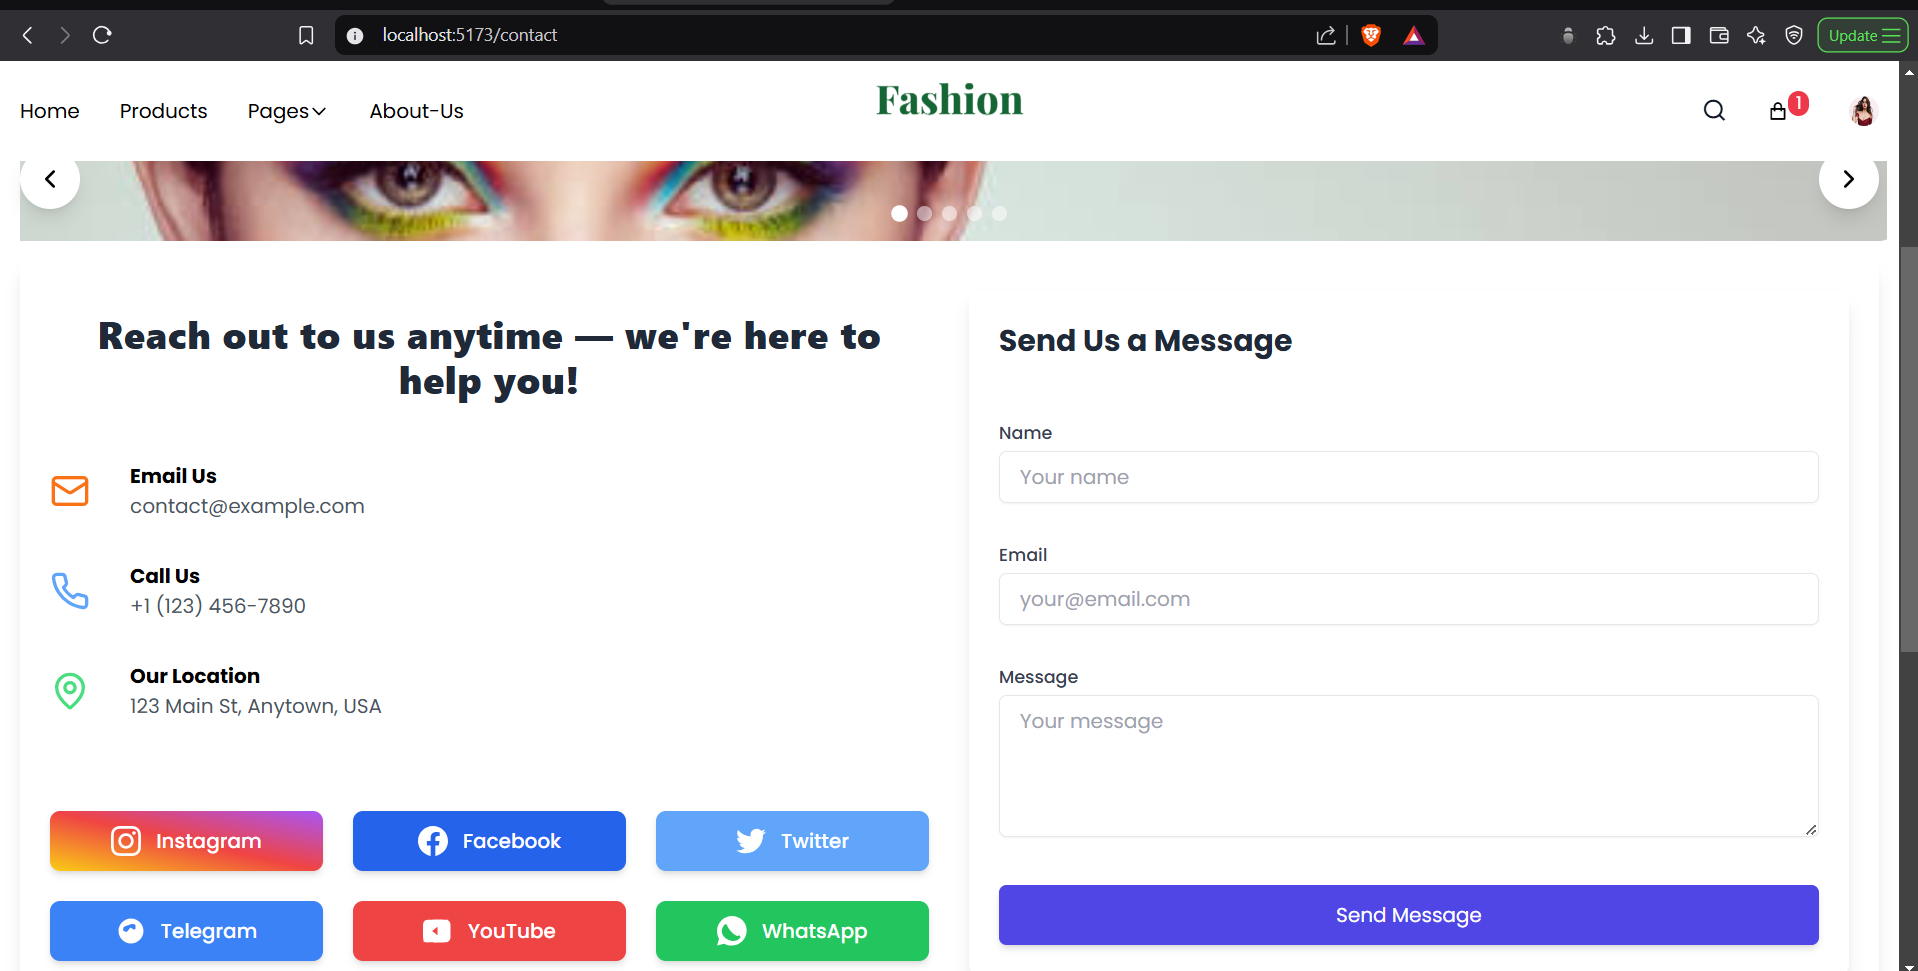 localhost:5173/contact
Update
Home
Products
Pages
About-Us
Fashion
1
Reach out to us anytime — we're here to
help you!
Email Us
contact@example.com
Call Us
+1 (123) 456-7890
Our Location
123 Main St, Anytown, USA
Instagram
Facebook
Twitter
Telegram
YouTube
WhatsApp
Send Us a Message
Name
Your name
Email
your@email.com
Message
Your message
Send Message